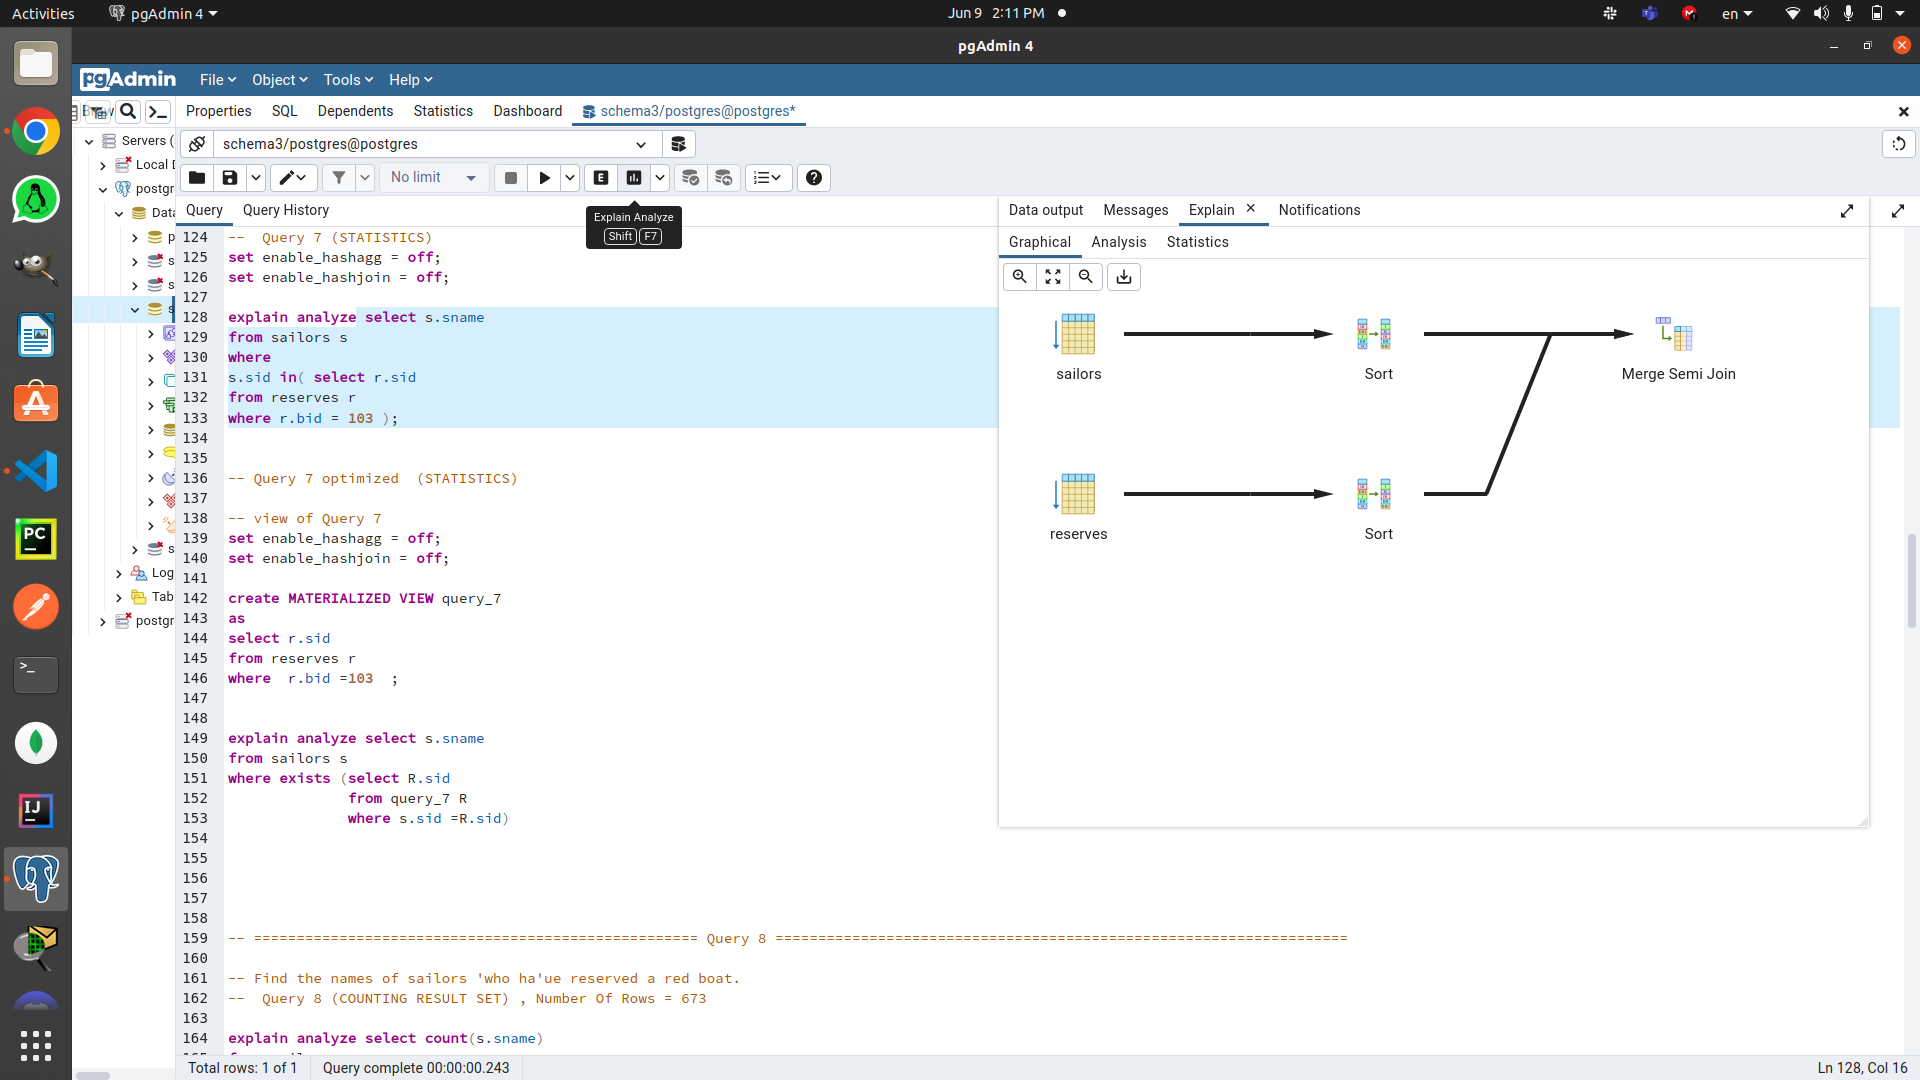 Activities
pgAdmin 4
Jun 9 2:11 PM
en
pgAdmin 4
pgAdmin
File
Object
Tools
Help
Properties
SQL
Dependents
Statistics
Dashboard
schema3/postgres@postgres*
schema3/postgres@postgres
No limit
E
Query
Query History
Explain Analyze
Shift F7
Servers (
Local D
postgr
Data
p
s
s
s
s
Log
Tab
postgr
124 -- Query 7 (STATISTICS)
125 set enable_hashagg = off;
126 set enable_hashjoin = off;
127
128 explain analyze select s.sname
129 from sailors s
130 where
131 s.sid in( select r.sid
132 from reserves r
133 where r.bid = 103 );
134
135
136 -- Query 7 optimized (STATISTICS)
137
138 -- view of Query 7
139 set enable_hashagg = off;
140 set enable_hashjoin = off;
141
142 create MATERIALIZED VIEW query_7
143 as
144 select r.sid
145 from reserves r
146 where r.bid =103 ;
147
148
149 explain analyze select s.sname
150 from sailors s
151 where exists (select R.sid
152 from query_7 R
153 where s.sid =R.sid)
154
155
156
157
158
159 -- ==================================================== Query 8 ===================================================================
160
161 -- Find the names of sailors 'who ha'ue reserved a red boat.
162 -- Query 8 (COUNTING RESULT SET) , Number Of Rows = 673
163
164 explain analyze select count(s.sname)
Data output
Messages
Explain
Notifications
Graphical
Analysis
Statistics
sailors
Sort
Merge Semi Join
reserves
Sort
Total rows: 1 of 1
Query complete 00:00:00.243
Ln 128, Col 16
PC
IJ